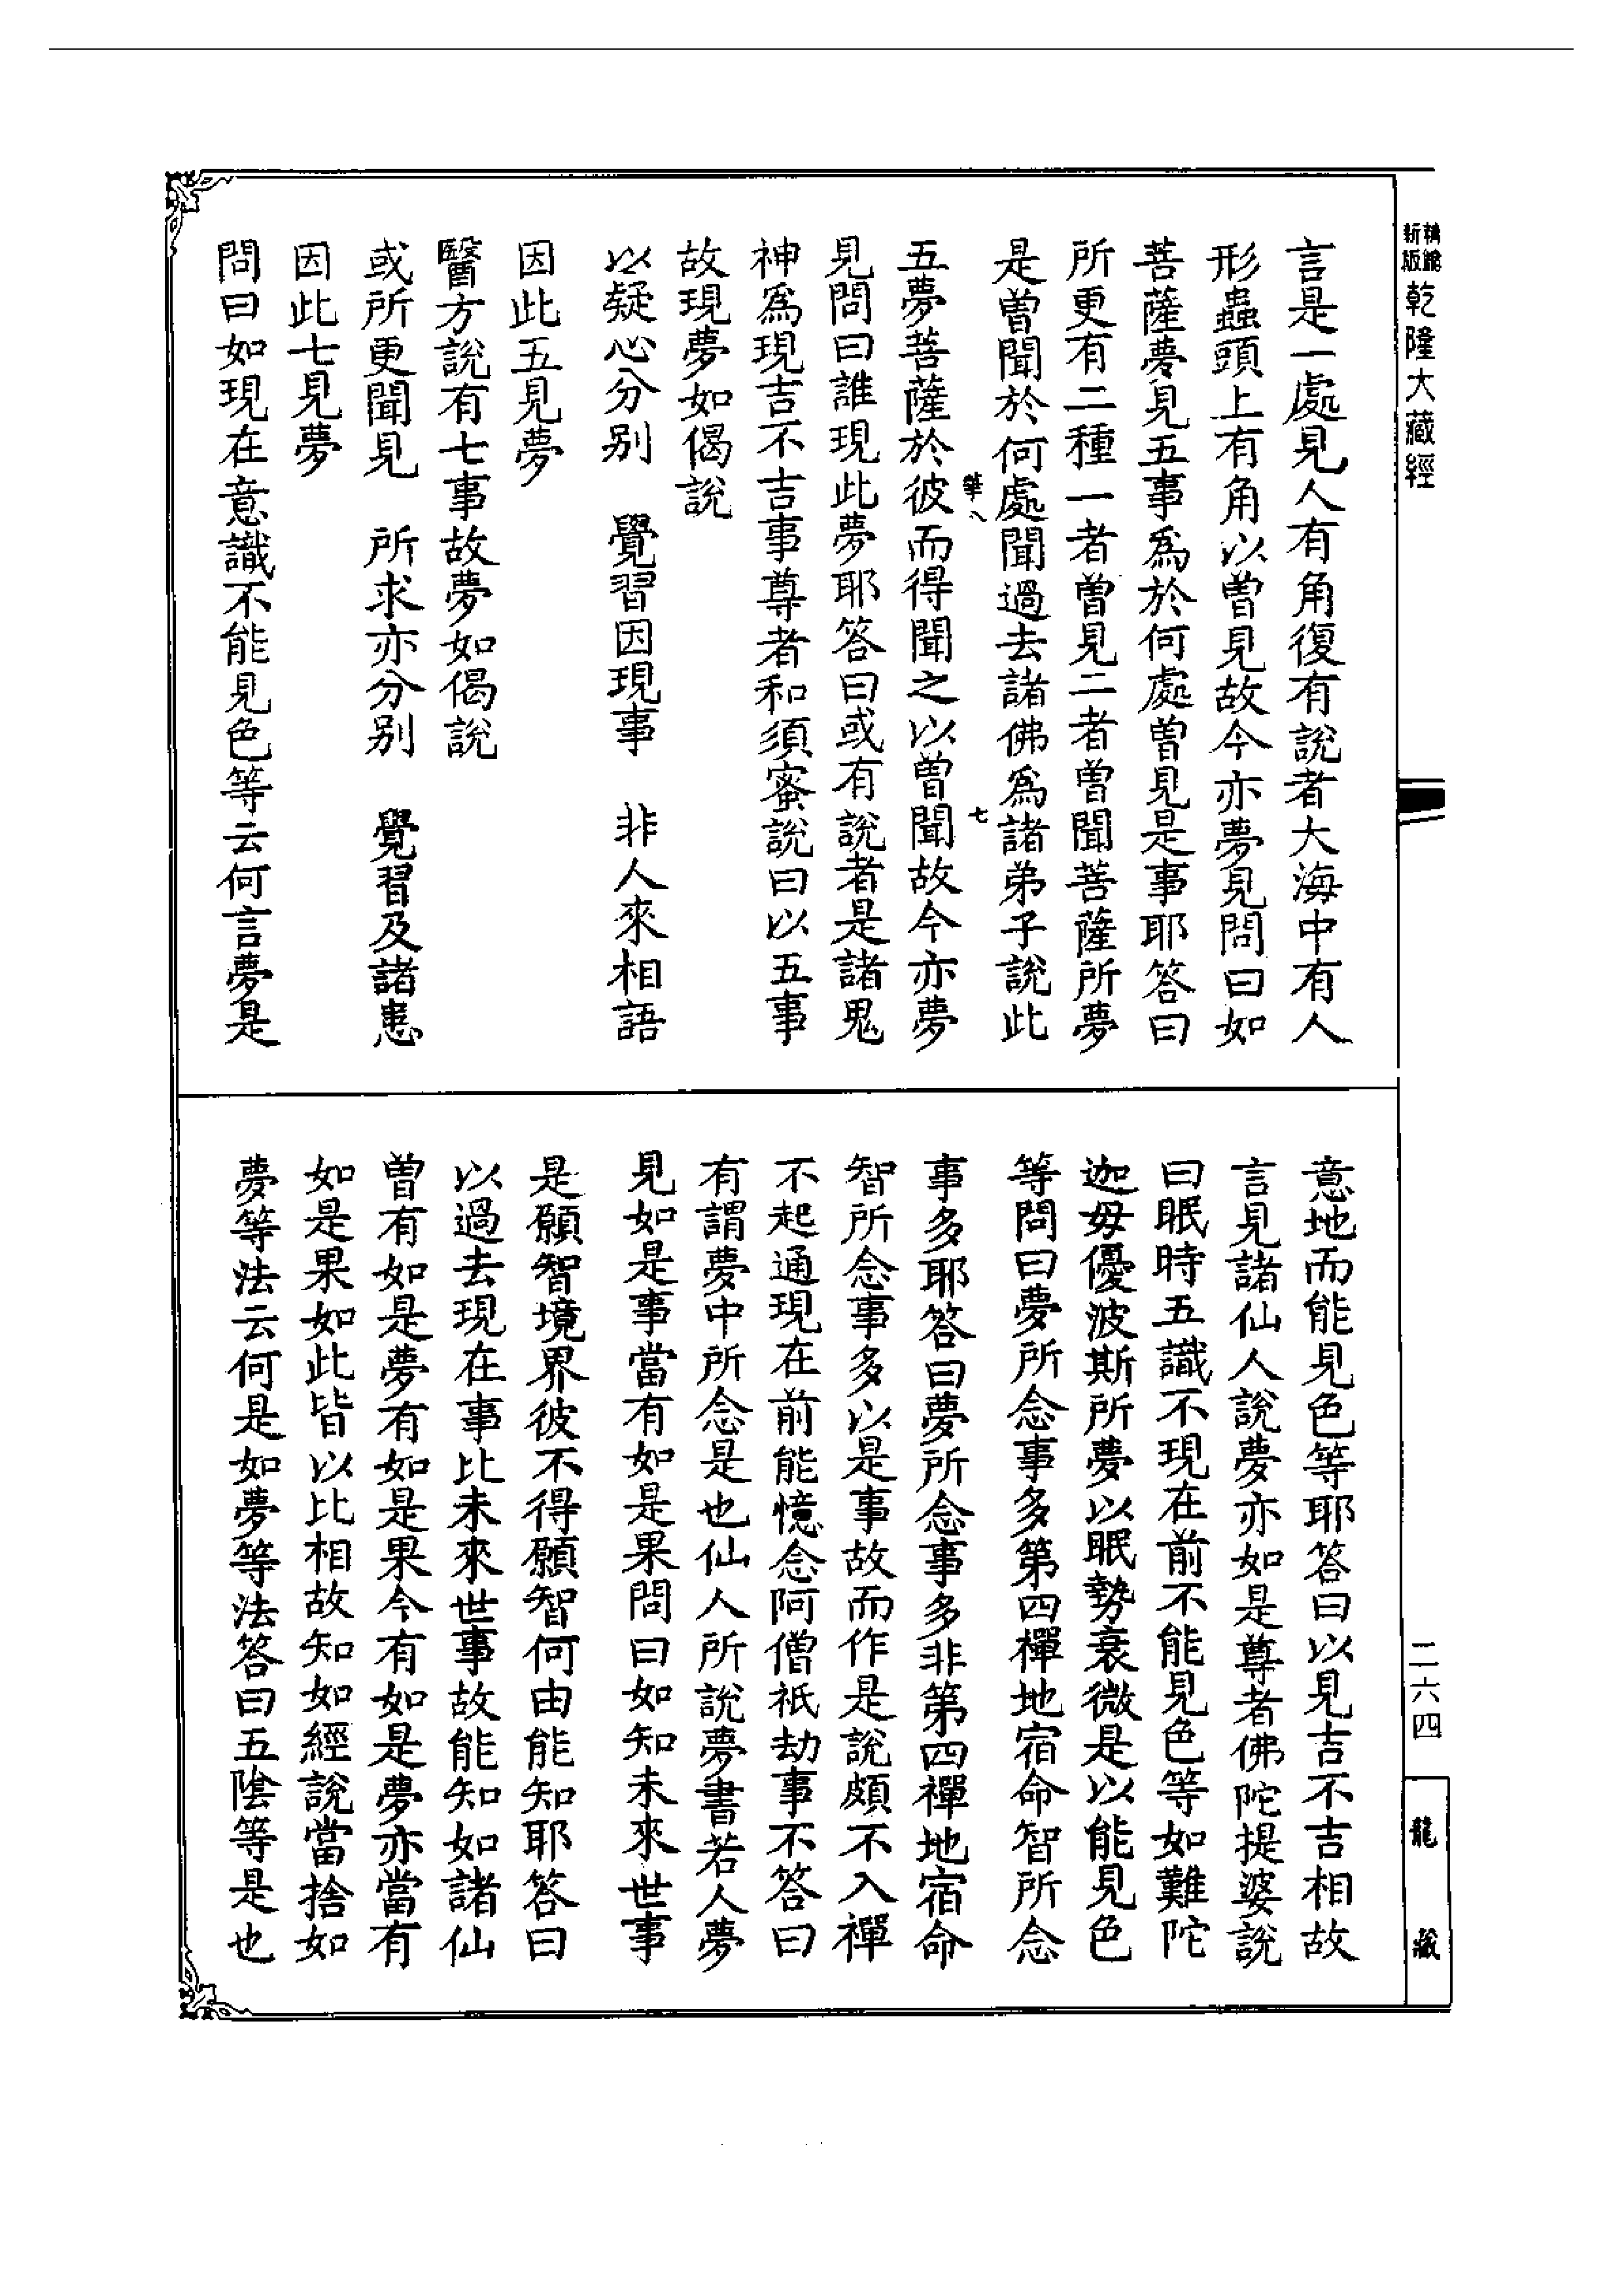 新版
乾隆大藏經
言是一處見人有角復有說者大海中有人
形蟲頭上有角以曾見故今亦夢見問曰如
菩薩夢見五事為於何處曾見是事耶答曰
所更有二種一者曾見二者曾聞菩薩所夢
是曾聞於何處聞過去諸佛為諸弟子說此
五夢菩薩於彼而得聞之以曾聞故今亦夢
見問曰誰現此夢耶答曰或有說者是諸鬼
神為現吉不吉事尊者和須蜜說曰以五事
故現夢如偈說
以疑心分別　覺習因現事　非人來相語
因此五見夢
醫方說有七事故夢如偈說
或所更聞見　所求亦分別　覺習及諸患
因此七見夢
問曰如現在意識不能見色等云何言夢是
七
意地而能見色等耶答曰以見吉不吉相故
言見諸仙人說夢亦如是尊者佛陀提婆說
曰眠時五識不現在前不能見色等如難陀
迦毋優波斯所夢以眠勢衰微是以能見色
等問曰夢所念事多第四禪地宿命智所念
事多耶答曰夢所念事多非第四禪地宿命
智所念事多以是事故而作是說頗不入禪
不起通現在前能憶念阿僧祇劫事不答曰
有謂夢中所念是也仙人所說夢書若人夢
見如是事當有如是果問曰如知未來世事
是願智境界彼不得願智何由能知耶答曰
以過去現在事比未來世事故能知如諸仙
曾有如是夢有如是果今有如是夢亦當有
如是果如此皆以比相故知如經說當捨如
夢等法云何是如夢等法答曰五陰等是也
二六四
龍藏